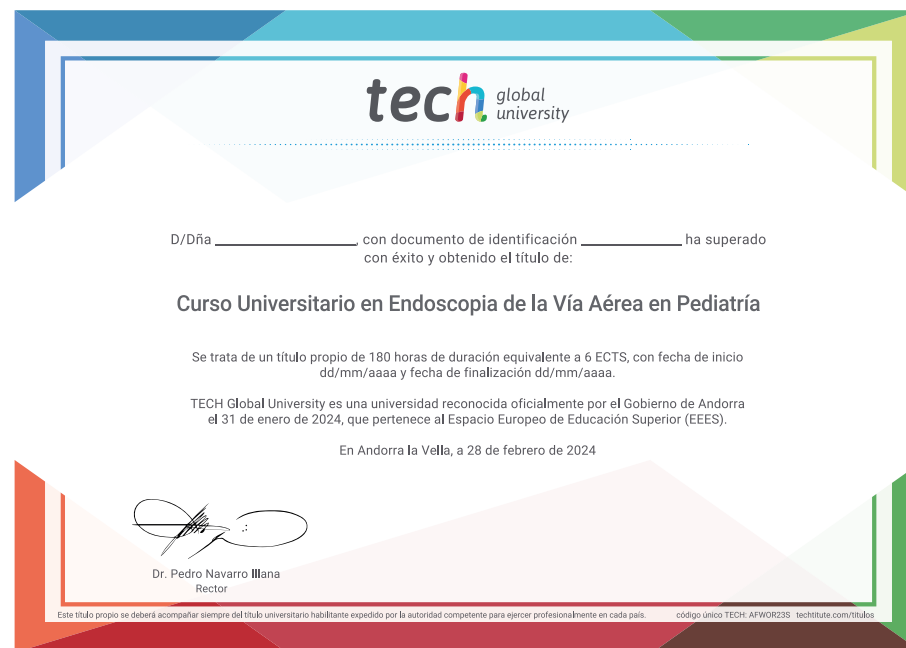 tech global university
D/Dña , con documento de identificación ha superado
con éxito y obtenido el título de:
Curso Universitario en Endoscopia de la Vía Aérea en Pediatría
Se trata de un título propio de 180 horas de duración equivalente a 6 ECTS, con fecha de inicio
dd/mm/aaaa y fecha de finalización dd/mm/aaaa.
TECH Global University es una universidad reconocida oficialmente por el Gobierno de Andorra
el 31 de enero de 2024, que pertenece al Espacio Europeo de Educación Superior (EEES).
En Andorra la Vella, a 28 de febrero de 2024
Dr. Pedro Navarro Illana
Rector
Este título propio se deberá acompañar siempre del título universitario habilitante expedido por la autoridad competente para ejercer profesionalmente en cada país. código único TECH: AFWOR23S techtitute.com/titulos